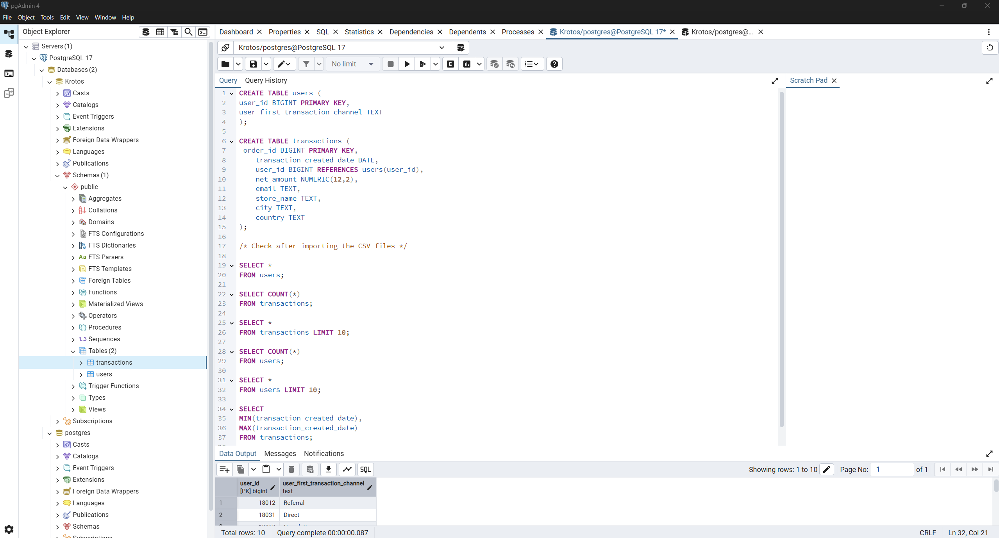 pgAdmin 4
File Object Tools Edit View Window Help
Object Explorer
Servers (1)
PostgreSQL 17
Databases (2)
Krotos
Casts
Catalogs
Event Triggers
Extensions
Foreign Data Wrappers
Languages
Publications
Schemas (1)
public
Aggregates
Collations
Domains
FTS Configurations
FTS Dictionaries
Aa FTS Parsers
FTS Templates
Foreign Tables
Functions
Materialized Views
Operators
Procedures
1..3 Sequences
Tables (2)
transactions
users
Trigger Functions
Types
Views
Subscriptions
postgres
Casts
Catalogs
Event Triggers
Extensions
Foreign Data Wrappers
Languages
Publications
Schemas
Subscriptions
Dashboard Properties SQL Statistics Dependencies Dependents Processes Krotos/postgres@PostgreSQL 17* Krotos/postgres@...
Krotos/postgres@PostgreSQL 17
No limit E
Query Query History
1 CREATE TABLE users (
2 user_id BIGINT PRIMARY KEY,
3 user_first_transaction_channel TEXT
4 );
5
6 CREATE TABLE transactions (
7 order_id BIGINT PRIMARY KEY,
8 transaction_created_date DATE,
9 user_id BIGINT REFERENCES users(user_id),
10 net_amount NUMERIC(12,2),
11 email TEXT,
12 store_name TEXT,
13 city TEXT,
14 country TEXT
15 );
16
17 /* Check after importing the CSV files */
18
19 SELECT *
20 FROM users;
21
22 SELECT COUNT(*)
23 FROM transactions;
24
25 SELECT *
26 FROM transactions LIMIT 10;
27
28 SELECT COUNT(*)
29 FROM users;
30
31 SELECT *
32 FROM users LIMIT 10;
33
34 SELECT
35 MIN(transaction_created_date),
36 MAX(transaction_created_date)
37 FROM transactions;
Scratch Pad
Data Output Messages Notifications
SQL
Showing rows: 1 to 10
Page No: 1 of 1
user_id user_first_transaction_channel
[PK] bigint text
1 18012 Referral
2 18031 Direct
Total rows: 10 Query complete 00:00:00.087
CRLF Ln 32, Col 21